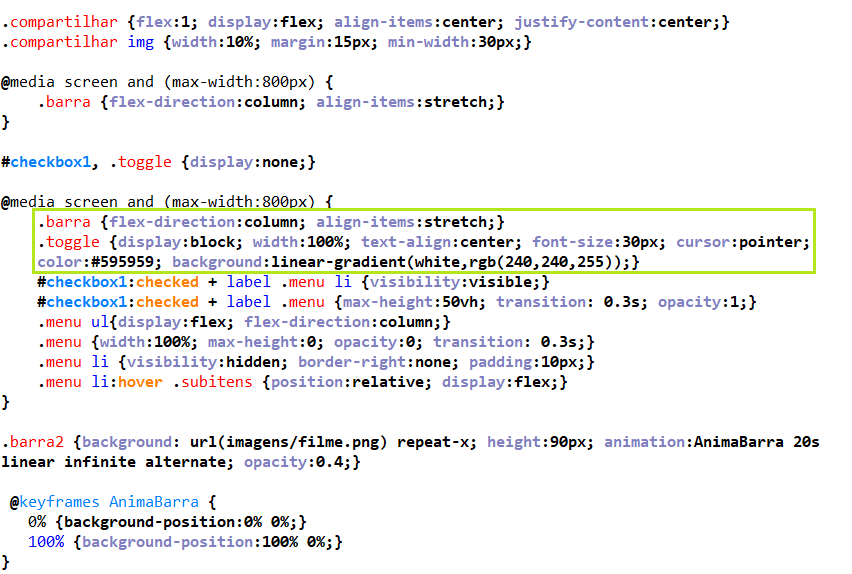 .compartilhar {flex:1; display:flex; align-items:center; justify-content:center;}
.compartilhar img {width:10%; margin:15px; min-width:30px;}
@media screen and (max-width:800px) {
.barra {flex-direction:column; align-items:stretch;}
}
#checkbox1, .toggle {display:none;}
@media screen and (max-width:800px) {
.barra {flex-direction:column; align-items:stretch;}
.toggle {display:block; width:100%; text-align:center; font-size:30px; cursor:pointer;
color:#595959; background:linear-gradient(white,rgb(240,240,255));}
#checkbox1:checked + label .menu li {visibility:visible;}
#checkbox1:checked + label .menu {max-height:50vh; transition: 0.3s; opacity:1;}
.menu ul{display:flex; flex-direction:column;}
.menu {width:100%; max-height:0; opacity:0; transition: 0.3s;}
.menu li {visibility:hidden; border-right:none; padding:10px;}
.menu li:hover .subitens {position:relative; display:flex;}
}
.barra2 {background: url(imagens/filme.png) repeat-x; height:90px; animation:AnimaBarra 20s
linear infinite alternate; opacity:0.4;}
@keyframes AnimaBarra {
0% {background-position:0% 0%;}
100% {background-position:100% 0%;}
}